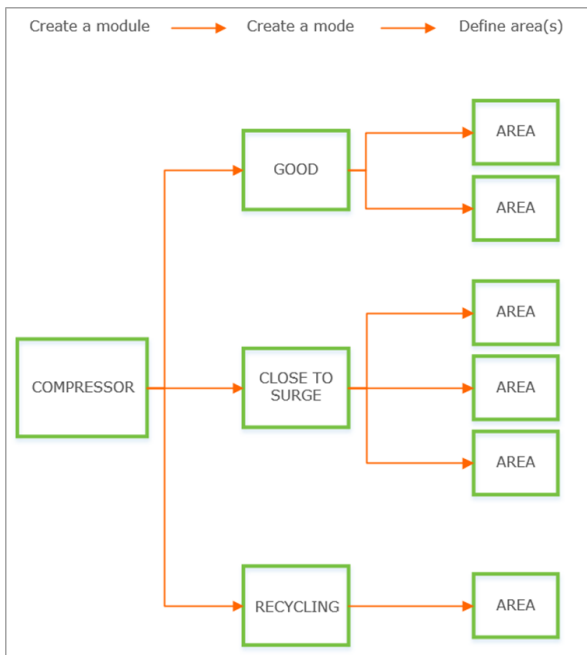 Create a module
Create a mode
Define area(s)
AREA
GOOD
AREA
AREA
COMPRESSOR
CLOSE TO
SURGE
AREA
AREA
RECYCLING
AREA